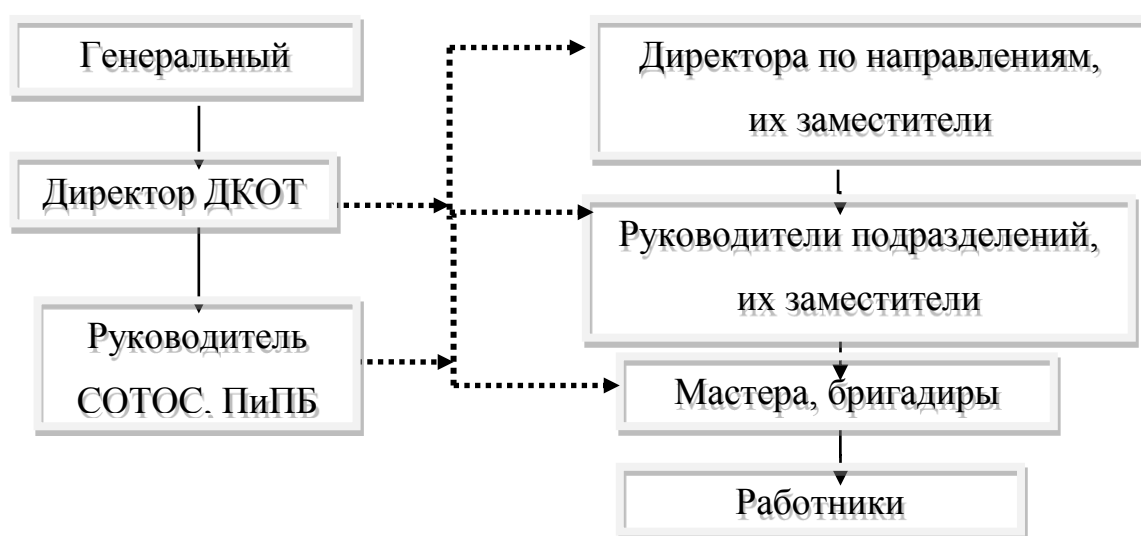 Генеральный
Директор ДКОТ
Руководитель
СОТОС, ПиПБ
Директора по направлениям,
их заместители
Руководители подразделений,
их заместители
Мастера, бригадиры
Работники